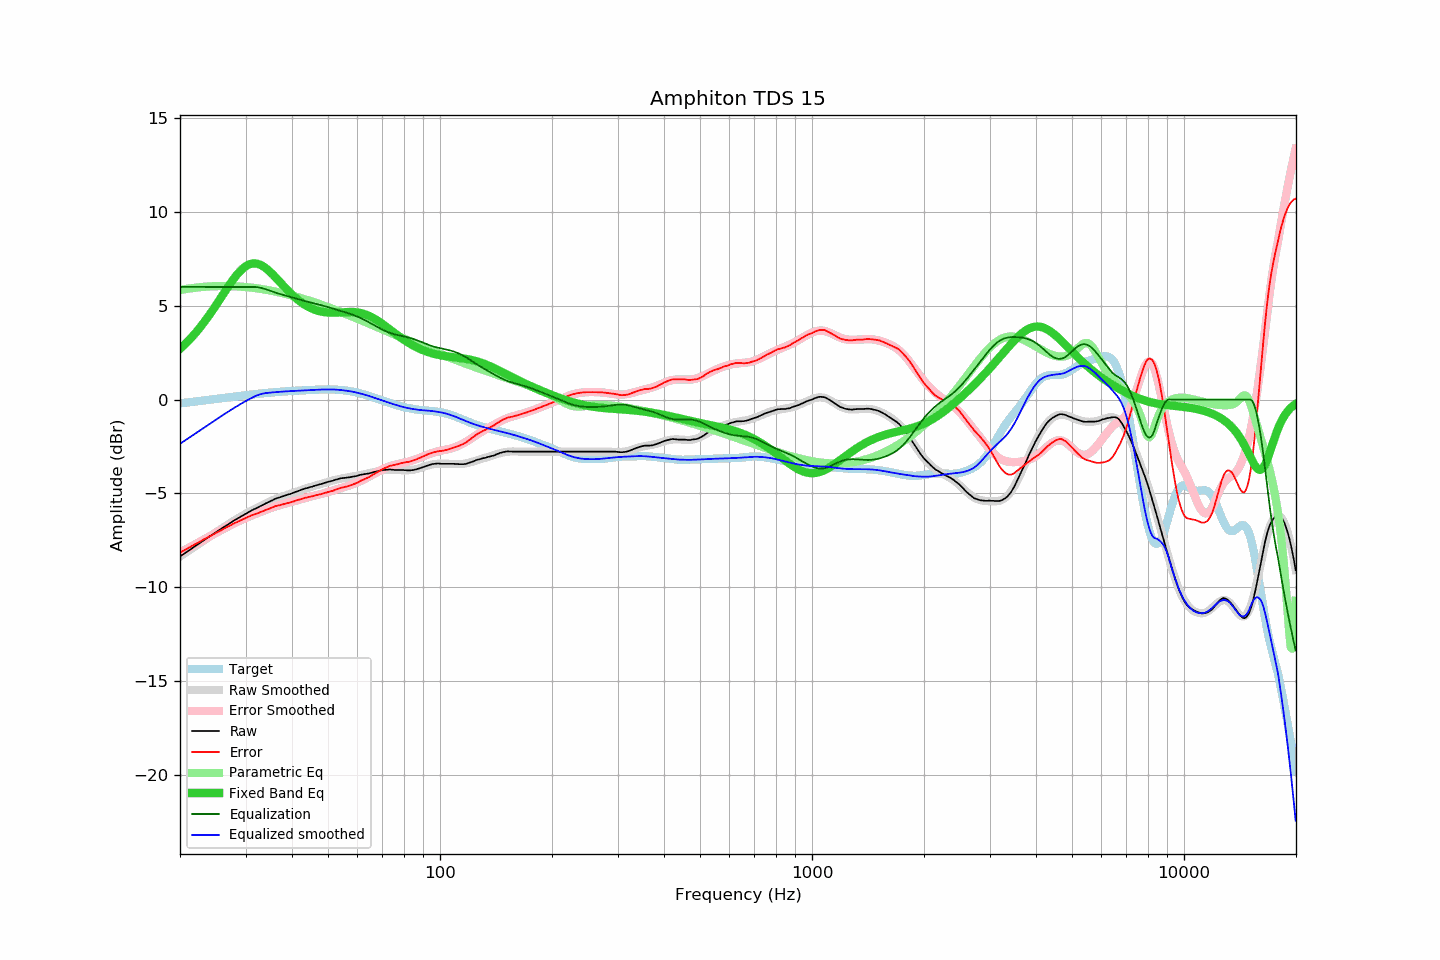 Amphiton TDS 15
15
10
5
0
−5
−10
−15
−20
Amplitude (dBr)
Target
Raw Smoothed
Error Smoothed
Raw
Error
Parametric Eq
Fixed Band Eq
Equalization
Equalized smoothed
100
1000
10000
Frequency (Hz)